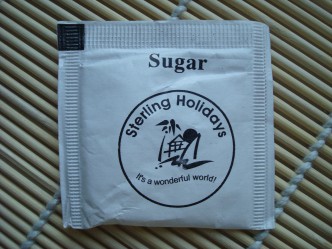 Sugar
Sterling Holidays
it's a wonderful world!